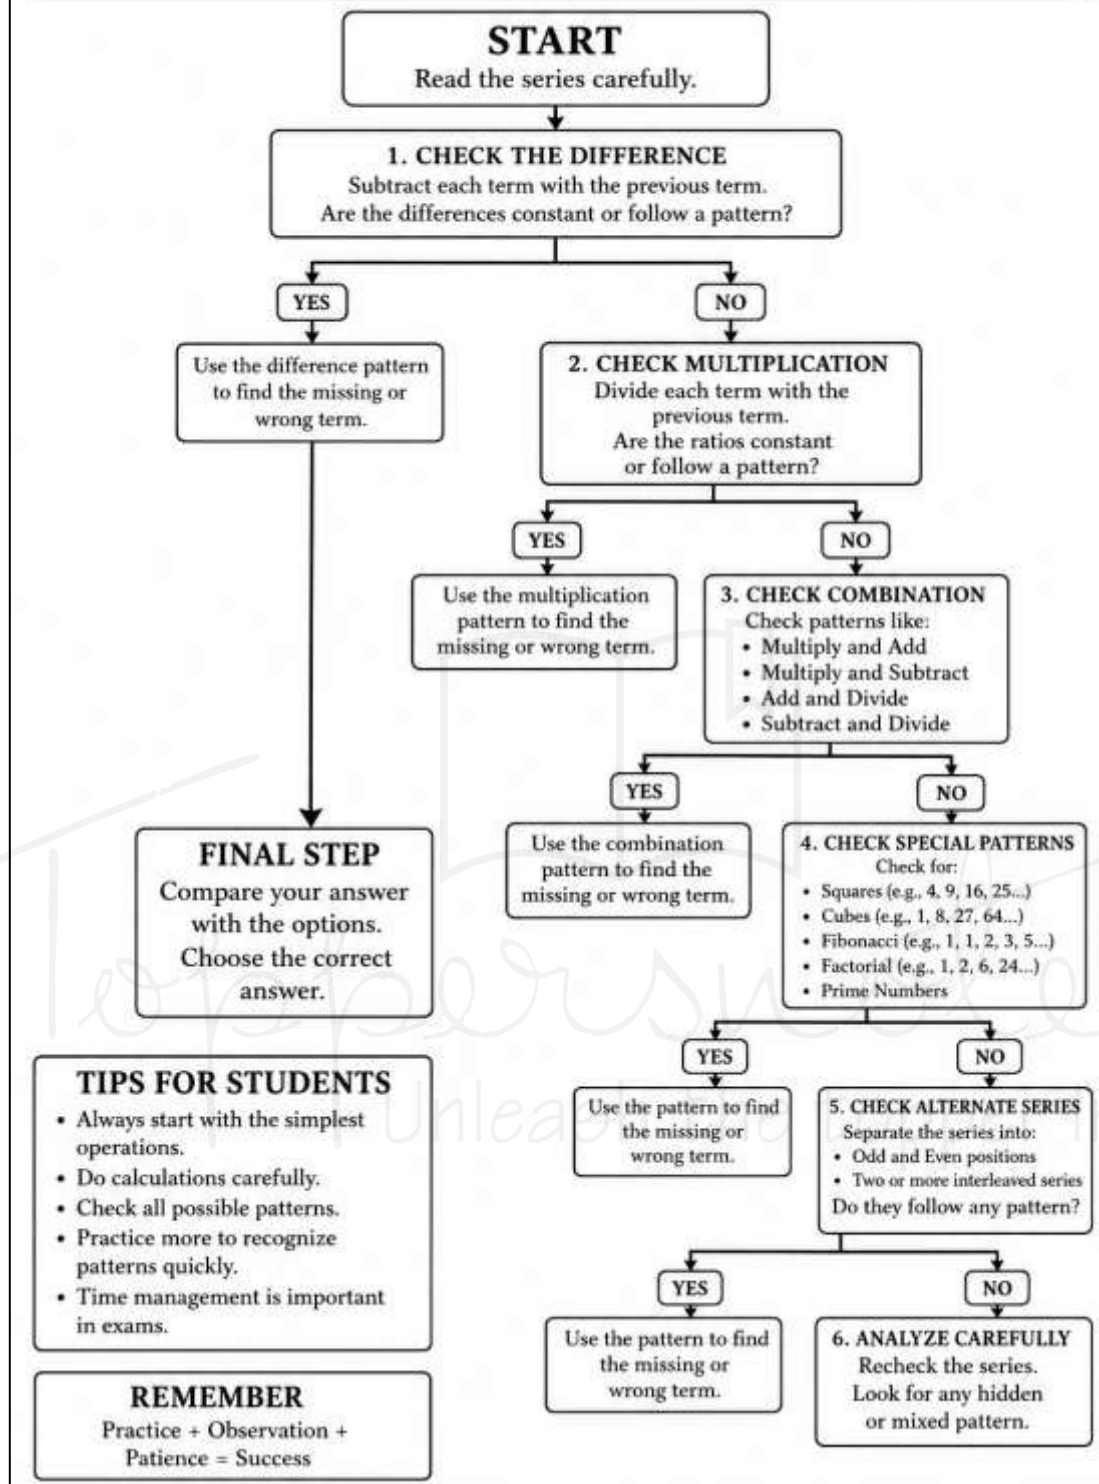 START
Read the series carefully.
1. CHECK THE DIFFERENCE
Subtract each term with the previous term.
Are the differences constant or follow a pattern?
YES
NO
Use the difference pattern
to find the missing or
wrong term.
2. CHECK MULTIPLICATION
Divide each term with the
previous term.
Are the ratios constant
or follow a pattern?
YES
NO
Use the multiplication
pattern to find the
missing or wrong term.
3. CHECK COMBINATION
Check patterns like:
• Multiply and Add
• Multiply and Subtract
• Add and Divide
• Subtract and Divide
YES
NO
Use the combination
pattern to find the
missing or wrong term.
4. CHECK SPECIAL PATTERNS
Check for:
• Squares (e.g., 4, 9, 16, 25...)
• Cubes (e.g., 1, 8, 27, 64...)
• Fibonacci (e.g., 1, 1, 2, 3, 5...)
• Factorial (e.g., 1, 2, 6, 24...)
• Prime Numbers
FINAL STEP
Compare your answer
with the options.
Choose the correct
answer.
YES
NO
Use the pattern to find
the missing or
wrong term.
5. CHECK ALTERNATE SERIES
Separate the series into:
• Odd and Even positions
• Two or more interleaved series
Do they follow any pattern?
YES
NO
Use the pattern to find
the missing or
wrong term.
6. ANALYZE CAREFULLY
Recheck the series.
Look for any hidden
or mixed pattern.
TIPS FOR STUDENTS
• Always start with the simplest
operations.
• Do calculations carefully.
• Check all possible patterns.
• Practice more to recognize
patterns quickly.
• Time management is important
in exams.
REMEMBER
Practice + Observation +
Patience = Success
Toppersnote
Unleash